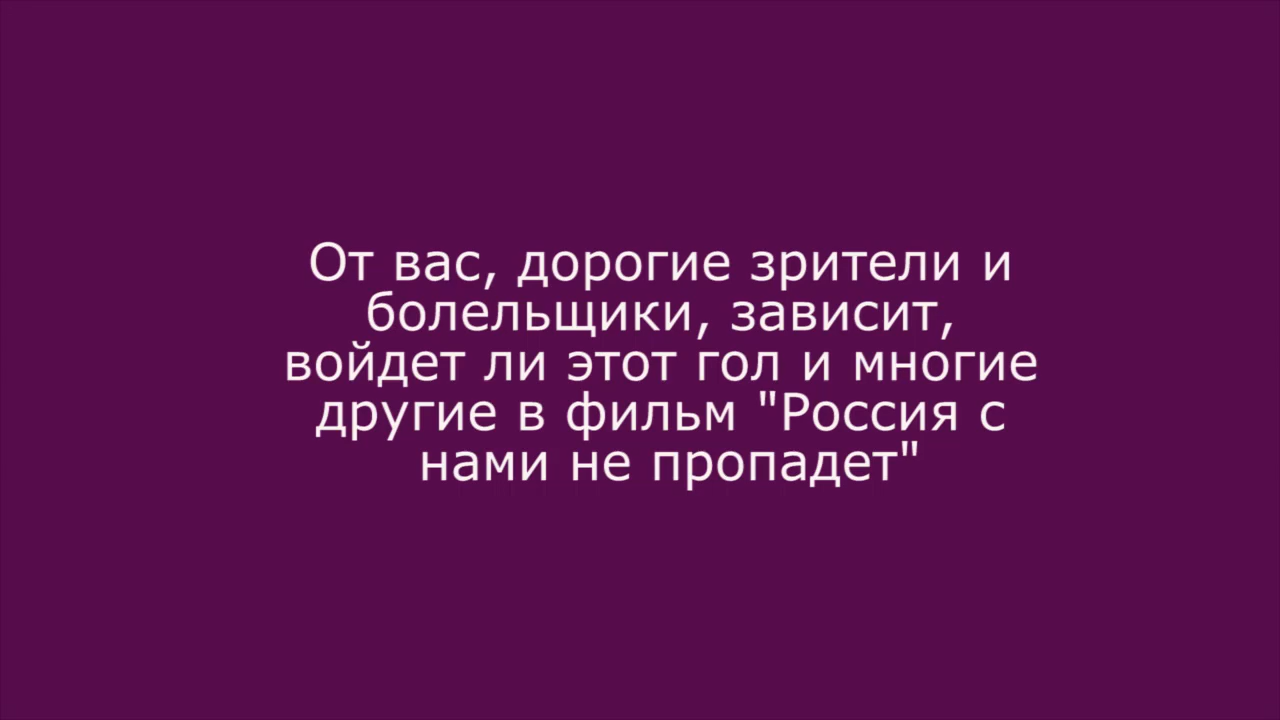 От вас, дорогие зрители и
болельщики, зависит,
войдет ли этот гол и многие
другие в фильм "Россия с
нами не пропадет"